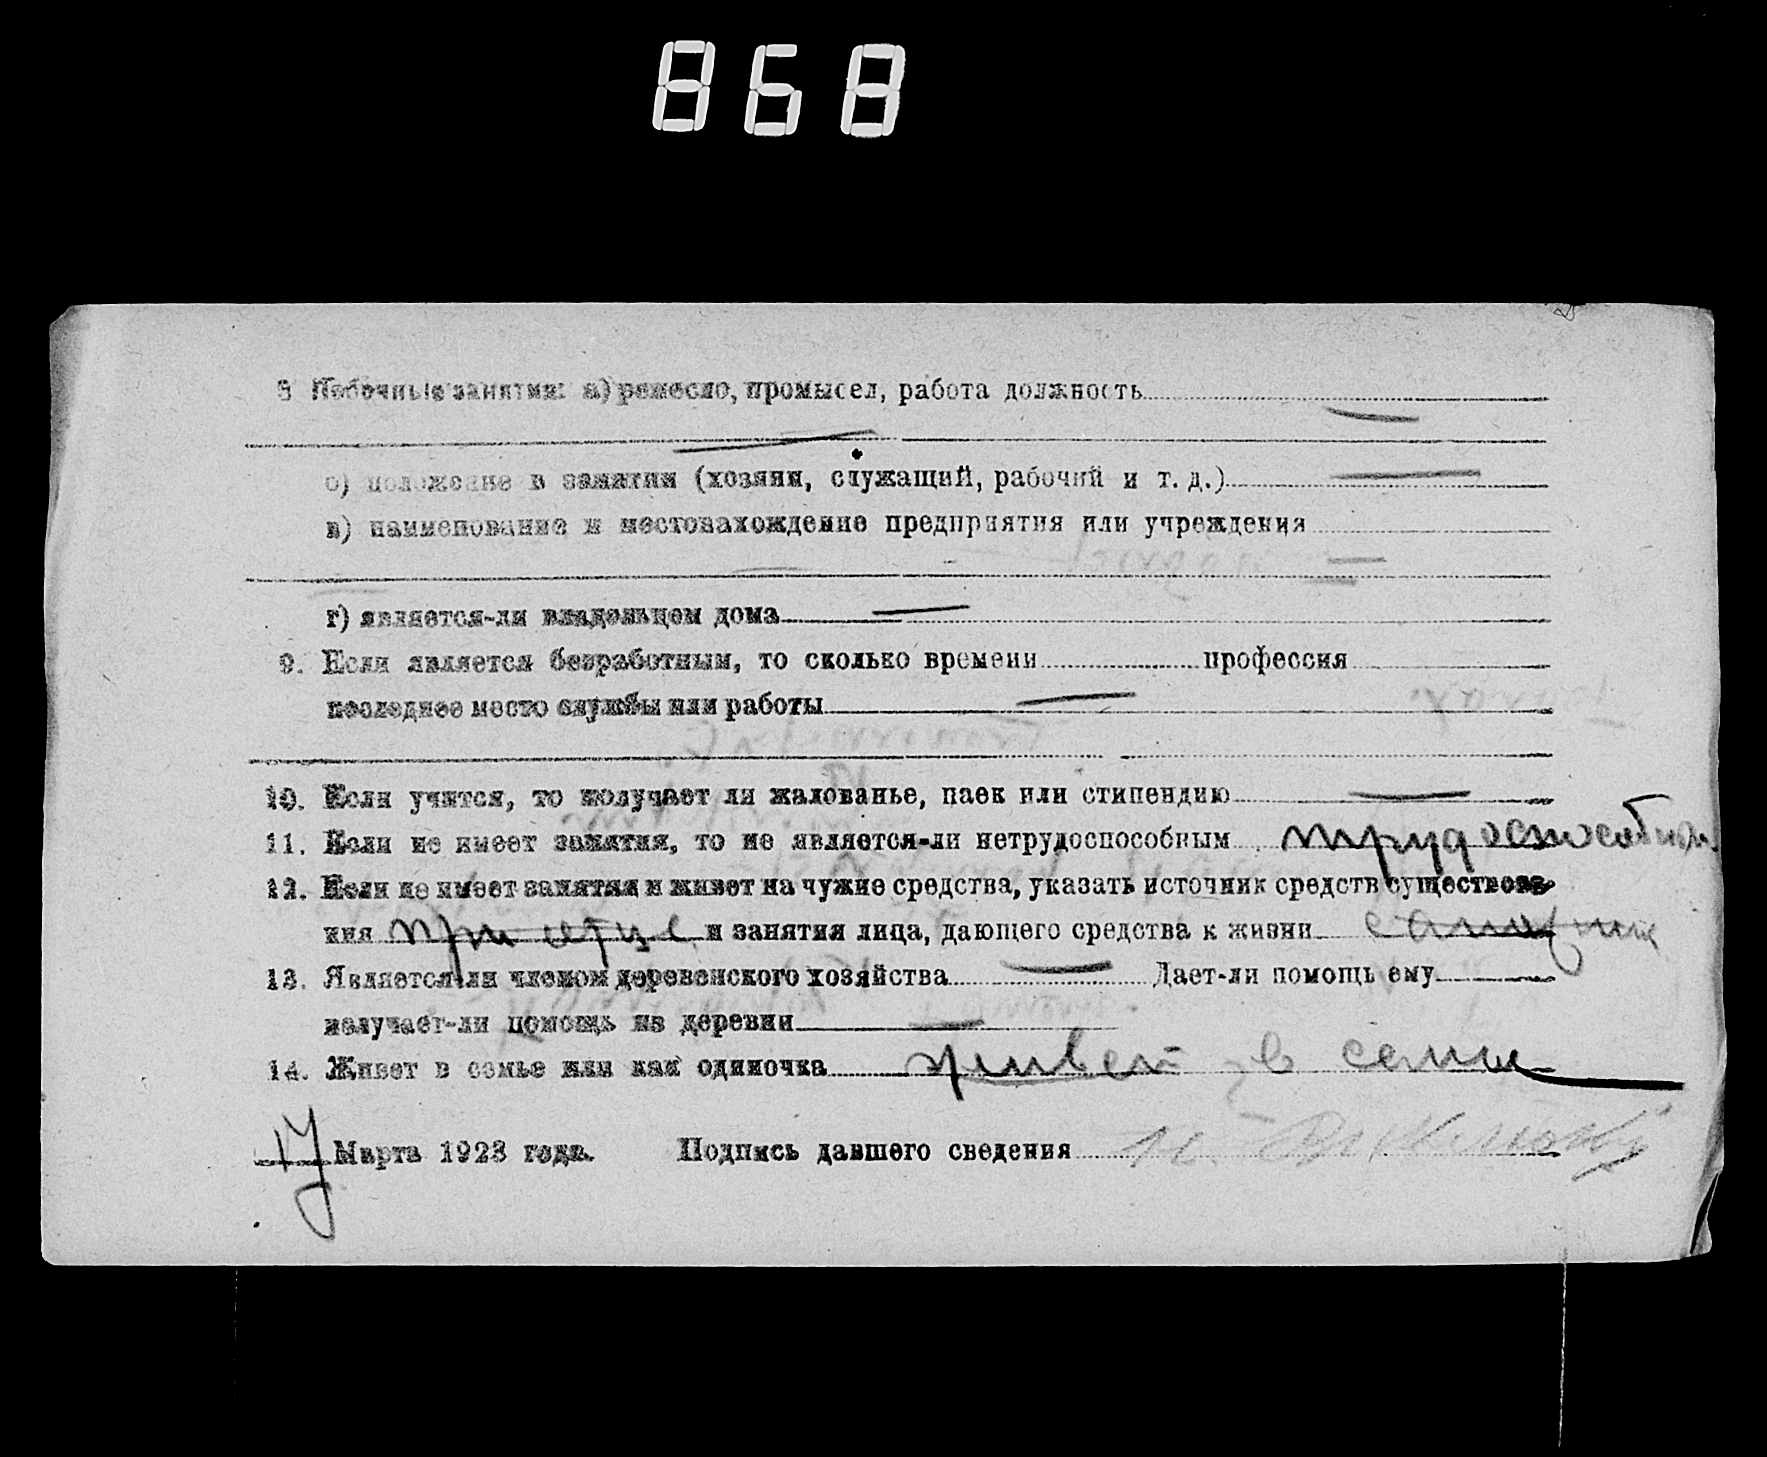 868
8 Побочные занятия: а) ремесло, промысел, работа должность
б) положение в занятии (хозяин, служащий, рабочий и т. д.)
в) наименование и местонахождение предприятия или учреждения
г) является-ли владельцем дома
9. Если является безработным, то сколько времени профессия
последнее место службы или работы
10. Если учится, то получает ли жалованье, паек или стипендию
11. Если не имеет занятия, то не является-ли нетрудоспособным трудоспособный
12. Если не имеет занятия и живет на чужие средства, указать источник средств существова-
ния при отце и занятия лица, дающего средства к жизни
13. Является-ли членом деревенского хозяйства Дает-ли помощь ему
получает-ли помощь из деревни
14. Живет в семье или как одиночка живет в семье
17 Марта 1923 года. Подпись давшего сведения